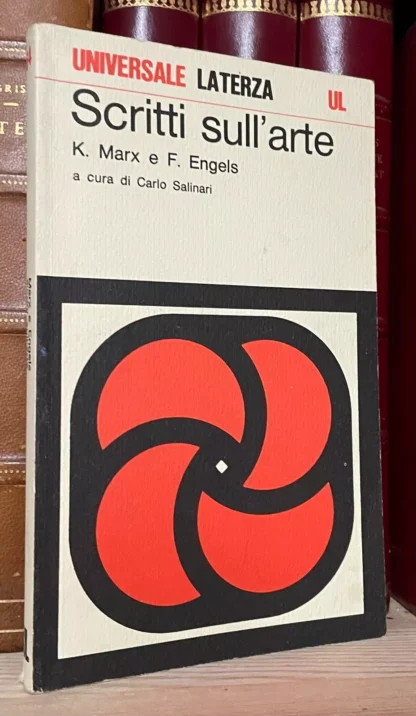 UNIVERSALE LATERZA UL
Scritti sull'arte
K. Marx e F. Engels
a cura di Carlo Salinari
Marx e Engels